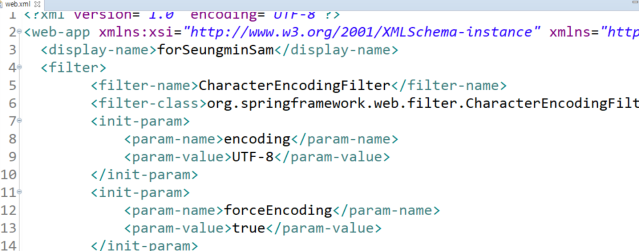 web.xml
1 <?xml version="1.0" encoding="UTF-8"?>
2 <web-app xmlns:xsi="http://www.w3.org/2001/XMLSchema-instance" xmlns="http
3 <display-name>forSeungminSam</display-name>
4 <filter>
5 <filter-name>CharacterEncodingFilter</filter-name>
6 <filter-class>org.springframework.web.filter.CharacterEncodingFilt
7 <init-param>
8 <param-name>encoding</param-name>
9 <param-value>UTF-8</param-value>
10 </init-param>
11 <init-param>
12 <param-name>forceEncoding</param-name>
13 <param-value>true</param-value>
14 </init-param>